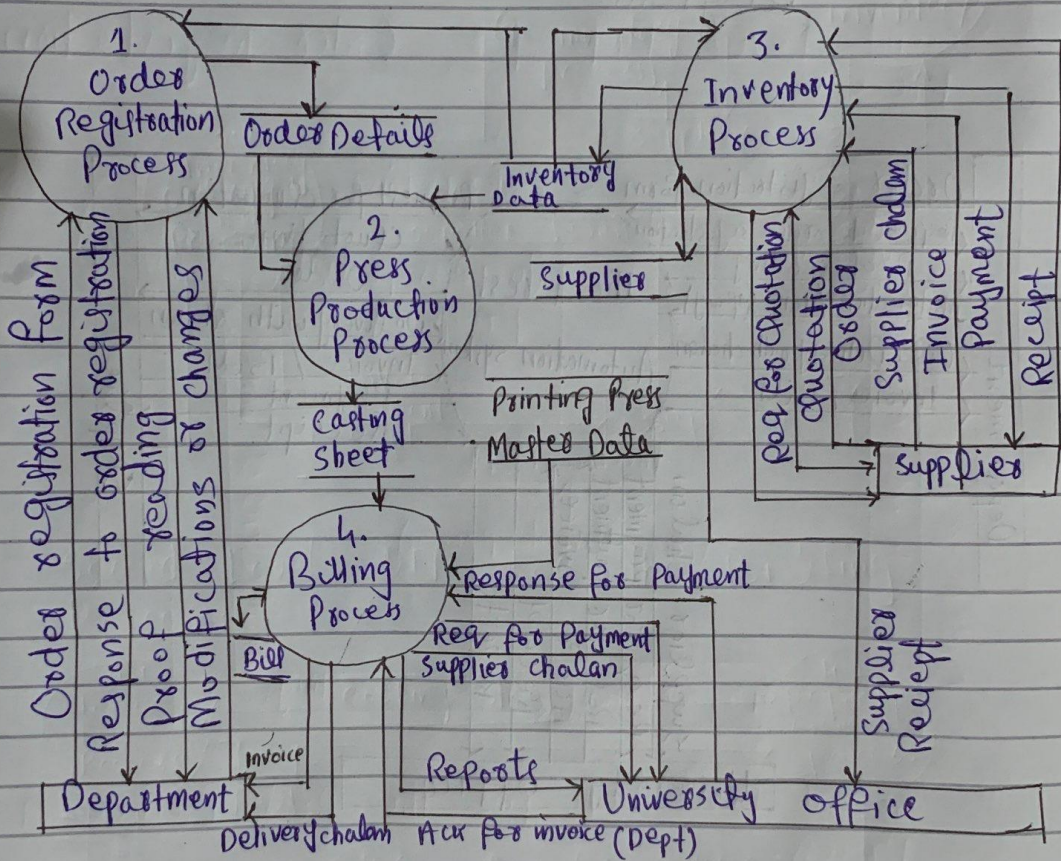 1.
Order
Registration
Process
Order Details
Inventory
Data
3.
Inventory
Process
2.
Press
Production
Process
Supplier
Casting
Sheet
Printing Press
Master Data
4.
Billing
Process
Bill
Order registration form
Response to order registration
Proof reading
Modifications or changes
Req for Quotation
Quotation
Order
Supplier chalam
Invoice
Payment
Receipt
Supplier
Response for Payment
Req for Payment
Supplier chalan
Supplier
Reciept
Invoice
Reports
Department
University Office
Delivery chalam
Ack for invoice (Dept)